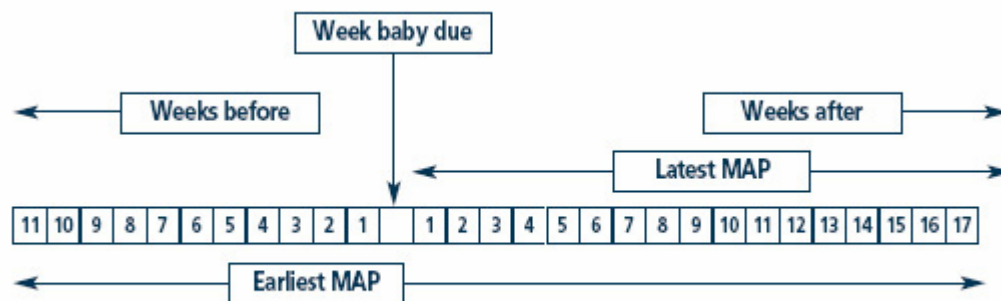 Week baby due
Weeks before
Weeks after
Latest MAP
11 10 9 8 7 6 5 4 3 2 1 1 2 3 4 5 6 7 8 9 10 11 12 13 14 15 16 17
Earliest MAP